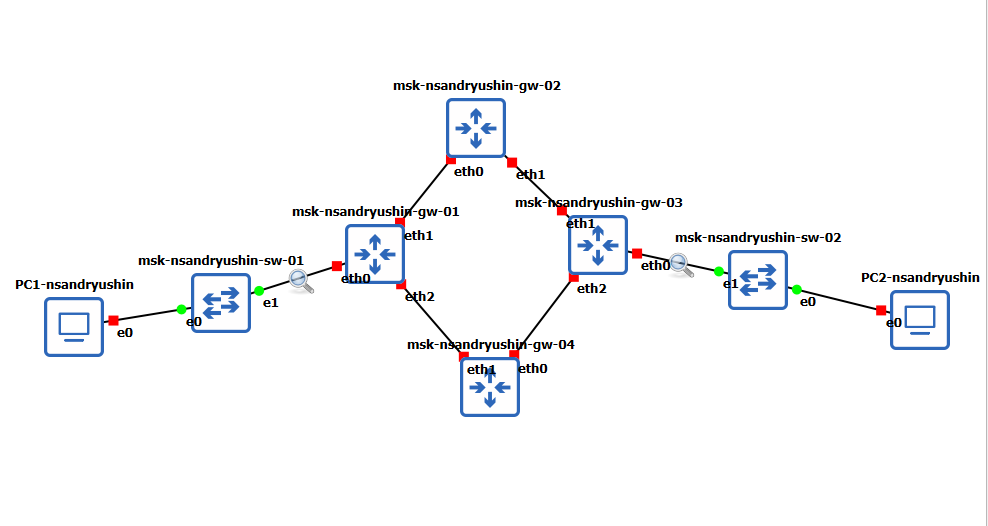 msk-nsandryushin-gw-02
eth0
eth1
msk-nsandryushin-gw-03
msk-nsandryushin-gw-01
eth1
eth1
msk-nsandryushin-sw-02
msk-nsandryushin-sw-01
eth0
eth0
PC2-nsandryushin
PC1-nsandryushin
e1
eth2
eth2
e1
e0
e0
e0
e0
msk-nsandryushin-gw-04
eth1
eth0